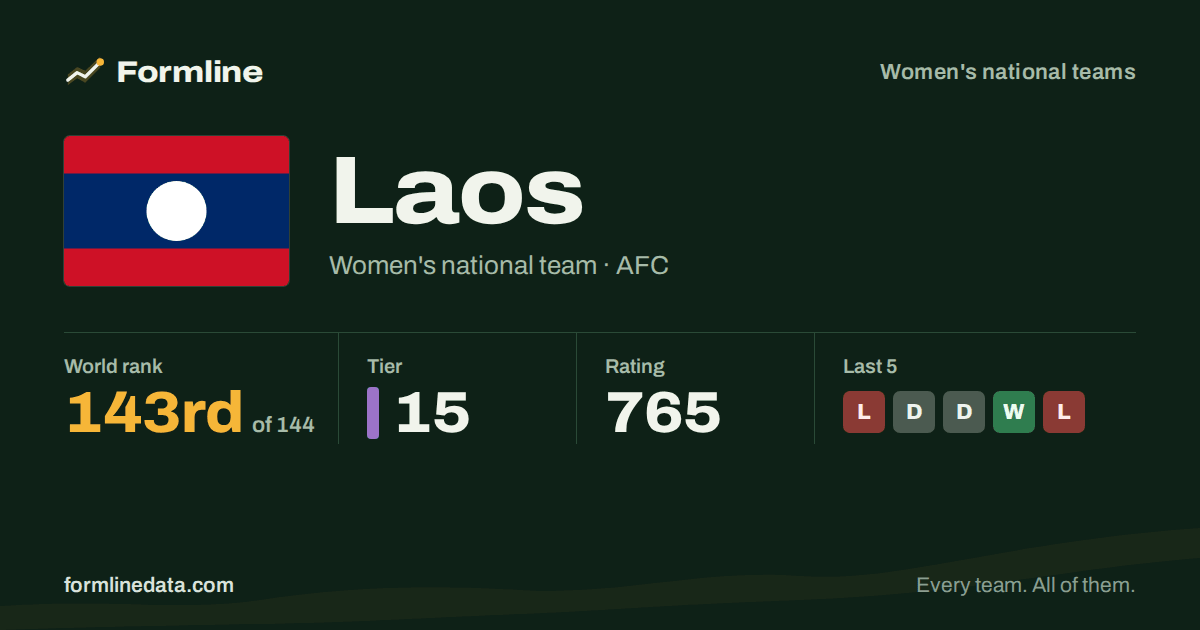 Formline
Women's national teams
Laos
Women's national team · AFC
World rank
143rd of 144
Tier
15
Rating
765
Last 5
L D D W L
formlinedata.com
Every team. All of them.